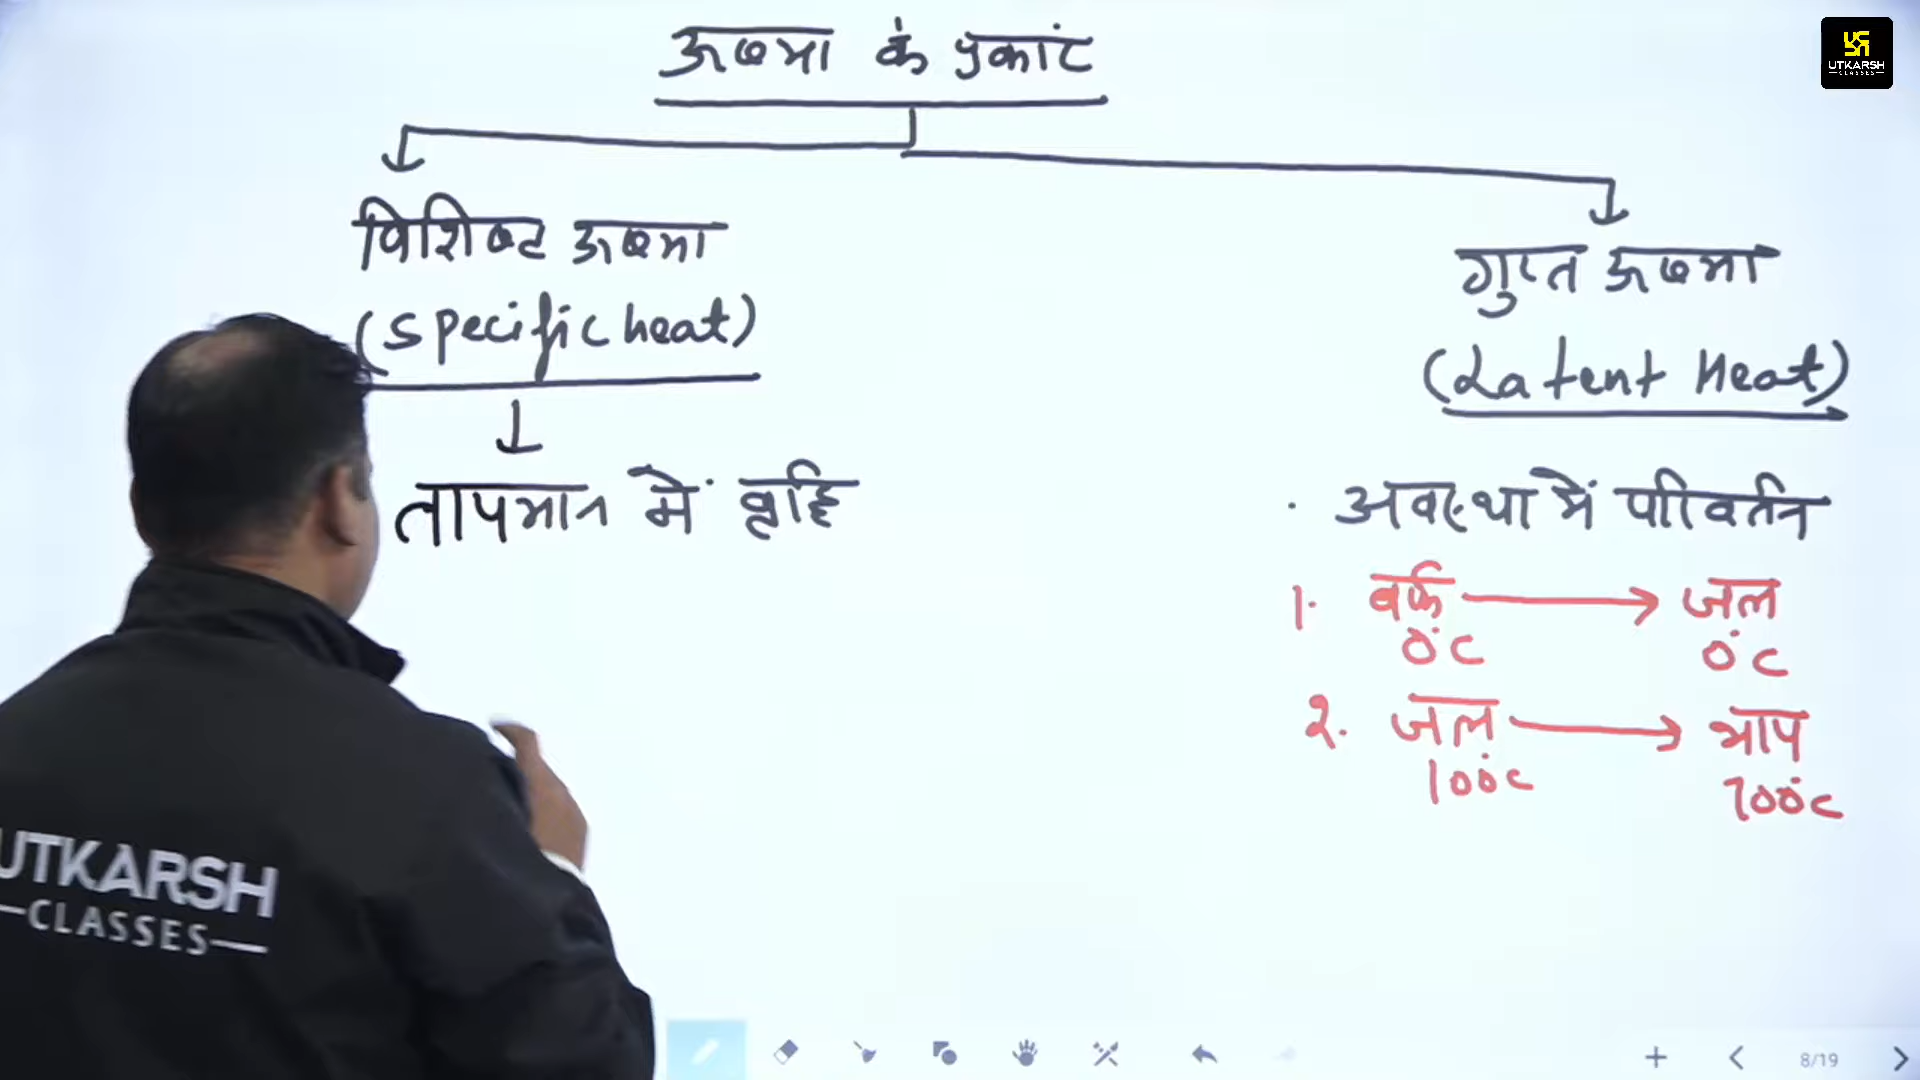 ऊष्मा के प्रकार
UTKARSH
CLASSES
विशिष्ट ऊष्मा
(Specific heat)
तापमान में वृद्धि
गुप्त ऊष्मा
(Latent Heat)
· अवस्था में परिवर्तन
1. बर्फ → जल
0°C 0°C
2. जल → भाप
100°C 100°C
UTKARSH
CLASSES
8/19